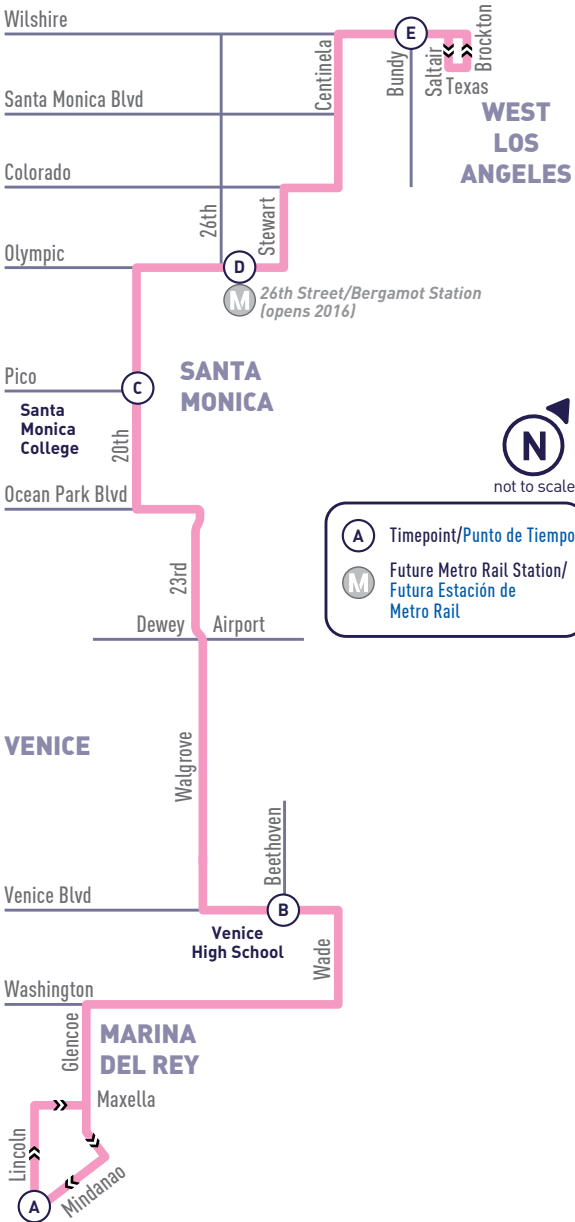 Wilshire
E
Centinela
Bundy
Saltair
Brockton
Texas
WEST
LOS
ANGELES
Santa Monica Blvd
Colorado
26th
Stewart
Olympic
D
M
26th Street/Bergamot Station
(opens 2016)
SANTA
MONICA
Pico
C
Santa
Monica
College
20th
N
not to scale
Ocean Park Blvd
A
Timepoint/Punto de Tiempo
M
Future Metro Rail Station/
Futura Estación de
Metro Rail
23rd
Dewey
Airport
VENICE
Walgrove
Beethoven
Venice Blvd
B
Venice
High School
Wade
Washington
Glencoe
MARINA
DEL REY
Maxella
Lincoln
Mindanao
A